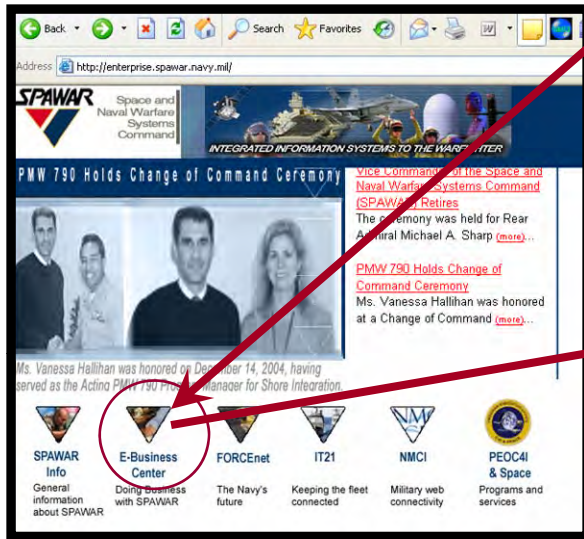 Back
Search
Favorites
Address http://enterprise.spawar.navy.mil/
SPAWAR
Space and
Naval Warfare
Systems
Command
INTEGRATED INFORMATION SYSTEMS TO THE WARFIGHTER
PMW 790 Holds Change of Command Ceremony
Vice Commander of the Space and
Naval Warfare Systems Command
(SPAWAR) Retires
The ceremony was held for Rear
Admiral Michael A. Sharp (more)...
PMW 790 Holds Change of
Command Ceremony
Ms. Vanessa Hallihan was honored
at a Change of Command (more)...
Ms. Vanessa Hallihan was honored on December 14, 2004, having
served as the Acting PMW 790 Program Manager for Shore Integration.
SPAWAR
Info
General
information
about SPAWAR
E-Business
Center
Doing Business
with SPAWAR
FORCEnet
The Navy's
future
IT21
Keeping the fleet
connected
NMCI
NMCI
Military web
connectivity
PEOC4I
& Space
Programs and
services